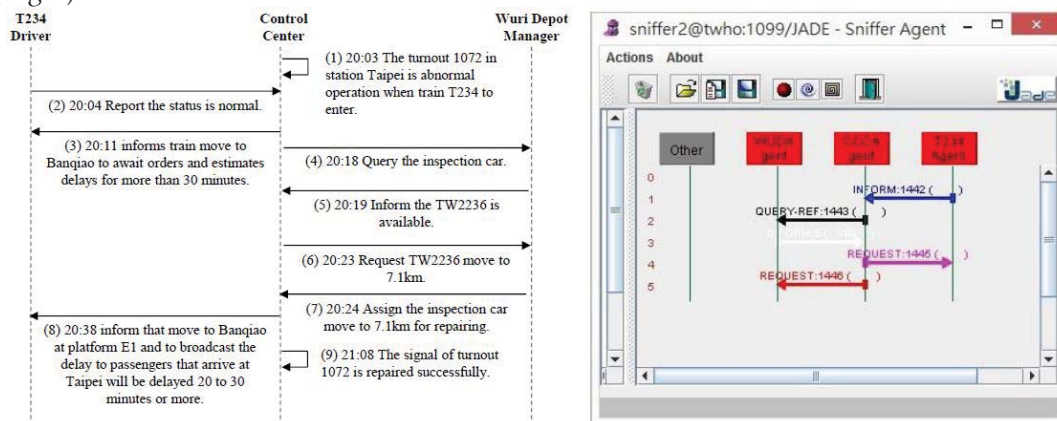 T234
Driver
Control
Center
Wuri Depot
Manager
(1) 20:03 The turnout 1072 in
station Taipei is abnormal
operation when train T234 to
enter.
(2) 20:04 Report the status is normal.
(3) 20:11 informs train move to
Banqiao to await orders and estimates
delays for more than 30 minutes.
(4) 20:18 Query the inspection car.
(5) 20:19 Inform the TW2236 is
available.
(6) 20:23 Request TW2236 move to
7.1km.
(7) 20:24 Assign the inspection car
move to 7.1km for repairing.
(8) 20:38 inform that move to Banqiao
at platform E1 and to broadcast the
delay to passengers that arrive at
Taipei will be delayed 20 to 30
minutes or more.
(9) 21:08 The signal of turnout
1072 is repaired successfully.
sniffer2@twho:1099/JADE - Sniffer Agent
Actions About
Jade
Other
gent
gent
T234
Agent
0
1
2
3
4
5
INFORM:1442 ( )
QUERY-REF:1443 ( )
REQUEST:1445 ( )
REQUEST:1446 ( )